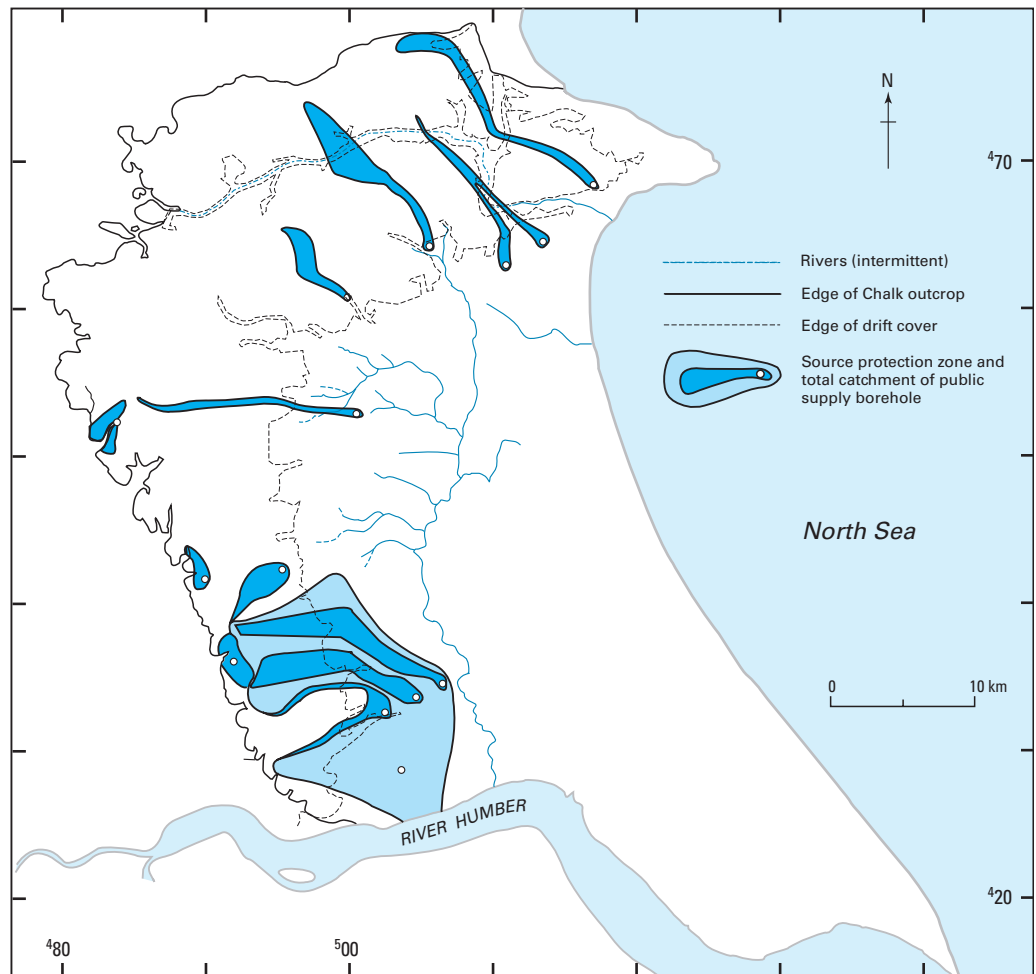 N
⁴70
Rivers (intermittent)
Edge of Chalk outcrop
Edge of drift cover
Source protection zone and
total catchment of public
supply borehole
North Sea
0 10 km
RIVER HUMBER
⁴20
⁴80 ⁵00